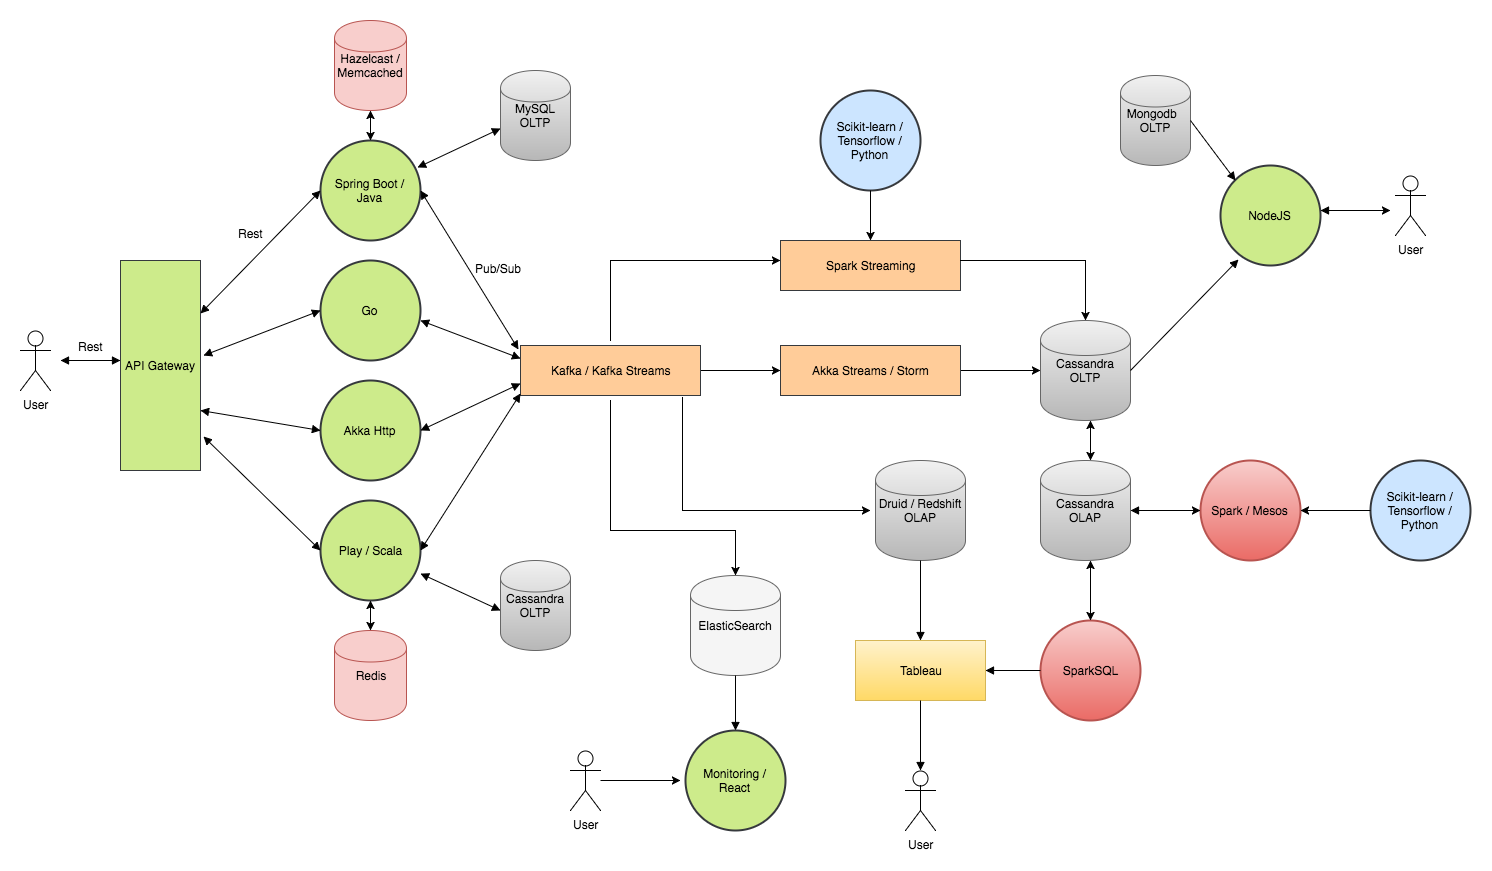 Hazelcast /
Memcached
MySQL
OLTP
Mongodb
OLTP
Scikit-learn /
Tensorflow /
Python
Spring Boot /
Java
NodeJS
User
Rest
Pub/Sub
Spark Streaming
Go
Rest
API Gateway
User
Kafka / Kafka Streams
Akka Streams / Storm
Cassandra
OLTP
Akka Http
Druid / Redshift
OLAP
Cassandra
OLAP
Spark / Mesos
Scikit-learn /
Tensorflow /
Python
Play / Scala
Cassandra
OLTP
ElasticSearch
Redis
Tableau
SparkSQL
Monitoring /
React
User
User